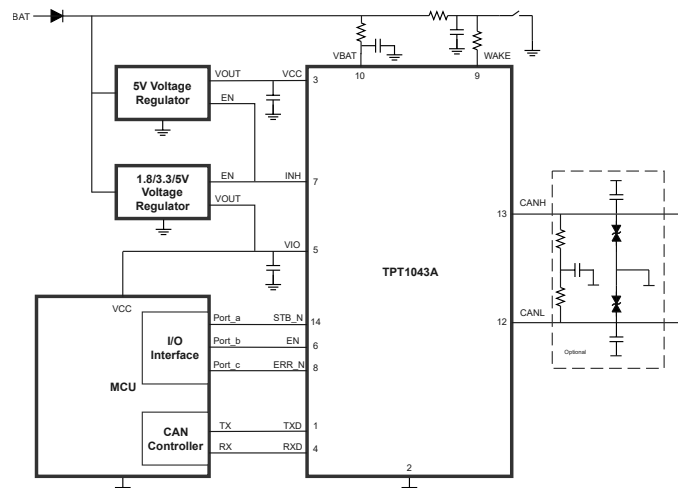 BAT
VBAT
WAKE
10
9
5V Voltage
Regulator
VOUT
VCC
3
EN
1.8/3.3/5V
Voltage
Regulator
EN
INH
7
VOUT
VIO
5
TPT1043A
CANH
13
CANL
12
Optional
VCC
MCU
I/O
Interface
Port_a
STB_N
14
Port_b
EN
6
Port_c
ERR_N
8
CAN
Controller
TX
TXD
1
RX
RXD
4
2